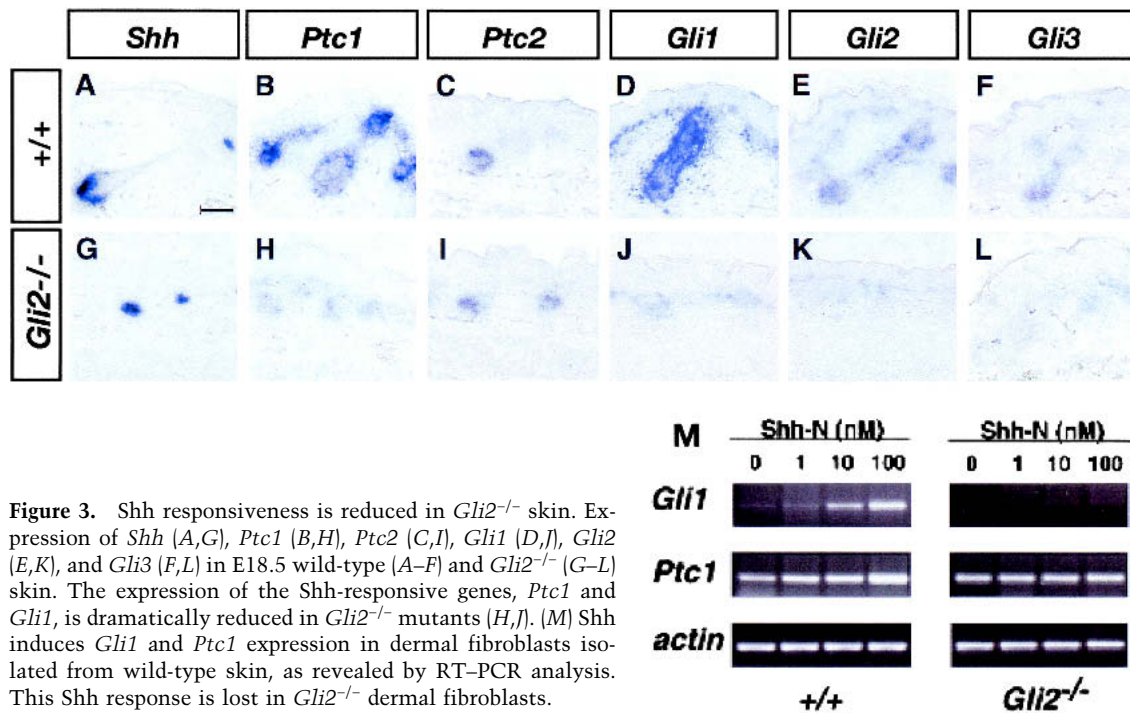 Shh Ptc1 Ptc2 Gli1 Gli2 Gli3
+/+
A B C D E F
Gli2-/-
G H I J K L
M
Shh-N (nM) Shh-N (nM)
0 1 10 100 0 1 10 100
Gli1
Ptc1
actin
+/+ Gli2-/-
Figure 3. Shh responsiveness is reduced in Gli2−/− skin. Ex-
pression of Shh (A,G), Ptc1 (B,H), Ptc2 (C,I), Gli1 (D,J), Gli2
(E,K), and Gli3 (F,L) in E18.5 wild-type (A–F) and Gli2−/− (G–L)
skin. The expression of the Shh-responsive genes, Ptc1 and
Gli1, is dramatically reduced in Gli2−/− mutants (H,J). (M) Shh
induces Gli1 and Ptc1 expression in dermal fibroblasts iso-
lated from wild-type skin, as revealed by RT–PCR analysis.
This Shh response is lost in Gli2−/− dermal fibroblasts.